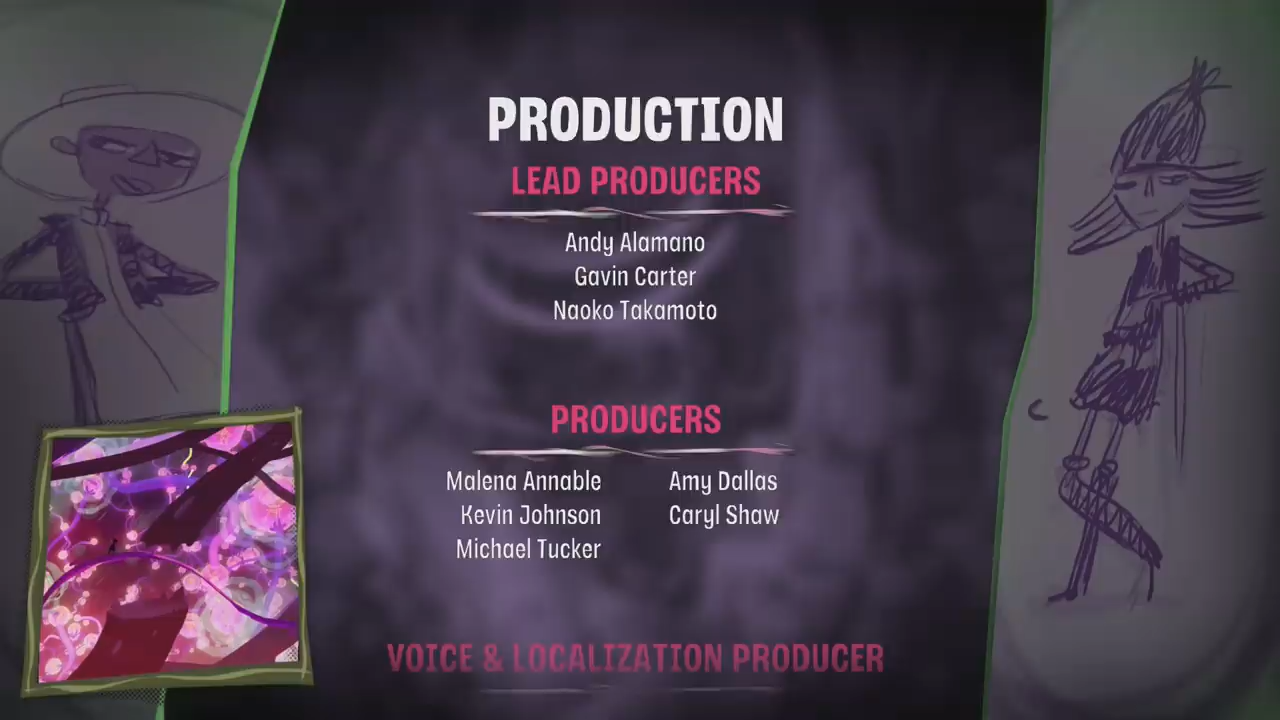 PRODUCTION
LEAD PRODUCERS
Andy Alamano
Gavin Carter
Naoko Takamoto
PRODUCERS
Malena Annable
Kevin Johnson
Michael Tucker
Amy Dallas
Caryl Shaw
VOICE & LOCALIZATION PRODUCER